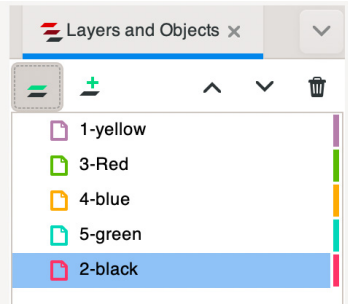 Layers and Objects
1-yellow
3-Red
4-blue
5-green
2-black